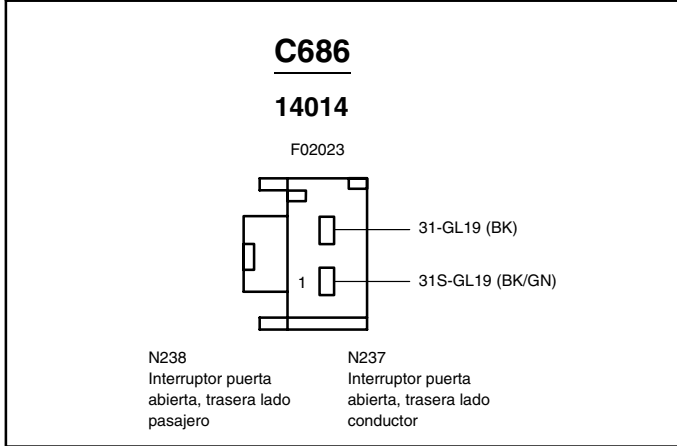 C686
14014
F02023
31-GL19 (BK)
1
31S-GL19 (BK/GN)
N238
Interruptor puerta
abierta, trasera lado
pasajero
N237
Interruptor puerta
abierta, trasera lado
conductor